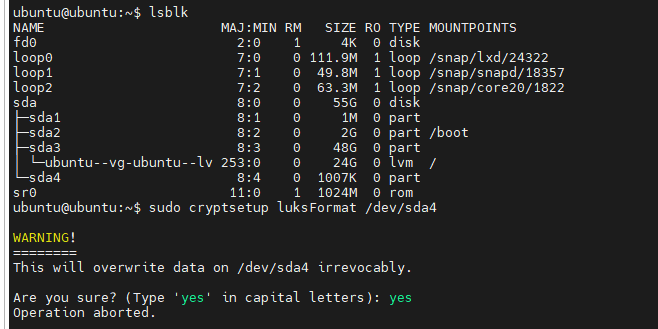 ubuntu@ubuntu:~$ lsblk
NAME                      MAJ:MIN RM   SIZE RO TYPE MOUNTPOINTS
fd0                         2:0    1     4K  0 disk
loop0                       7:0    0 111.9M  1 loop /snap/lxd/24322
loop1                       7:1    0  49.8M  1 loop /snap/snapd/18357
loop2                       7:2    0  63.3M  1 loop /snap/core20/1822
sda                         8:0    0    55G  0 disk
├─sda1                      8:1    0     1M  0 part
├─sda2                      8:2    0     2G  0 part /boot
├─sda3                      8:3    0    48G  0 part
│ └─ubuntu--vg-ubuntu--lv 253:0    0    24G  0 lvm  /
└─sda4                      8:4    0  1007K  0 part
sr0                        11:0    1  1024M  0 rom
ubuntu@ubuntu:~$ sudo cryptsetup luksFormat /dev/sda4
WARNING!
========
This will overwrite data on /dev/sda4 irrevocably.
Are you sure? (Type 'yes' in capital letters): yes
Operation aborted.